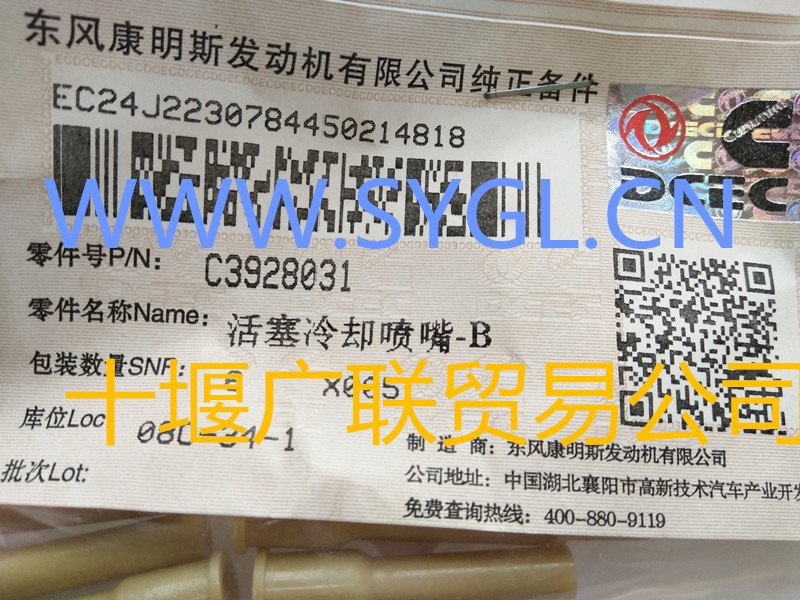 东风康明斯发动机有限公司纯正备件
EC24J2230784450214818
WWW.SYGL.CN
零件号P/N: C3928031
零件名称Name: 活塞冷却喷嘴-B
包装数量SNP:
十堰广联贸易公司
库位Loc
制 造 商: 东风康明斯发动机有限公司
批次Lot:
公司地址: 中国湖北襄阳市高新技术汽车产业开发
免费查询热线: 400-880-9119